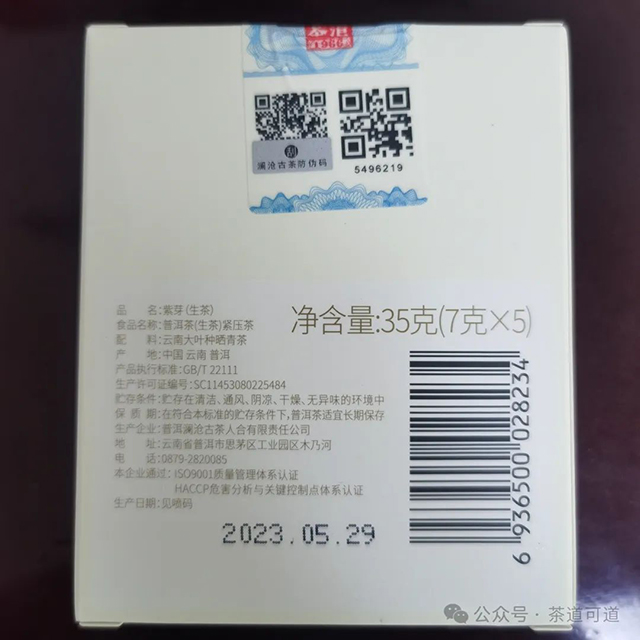 茶沧
1966
刮
澜沧古茶防伪码
5496219
净含量:35克(7克×5)
品 名:紫芽(生茶)
食品名称:普洱茶(生茶)紧压茶
配 料:云南大叶种晒青茶
产 地:中国 云南 普洱
产品执行标准:GB/T 22111
生产许可证编号:SC11453080225484
贮存条件:贮存在清洁、通风、阴凉、干燥、无异味的环境中
保 质 期:在符合本标准的贮存条件下,普洱茶适宜长期保存
生产企业:普洱澜沧古茶人合有限责任公司
地 址:云南省普洱市思茅区工业园区木乃河
电 话:0879-2820085
本企业通过:ISO9001质量管理体系认证
HACCP危害分析与关键控制点体系认证
生产日期:见喷码
2023.05.29
6 936500 028234
公众号·茶道可道